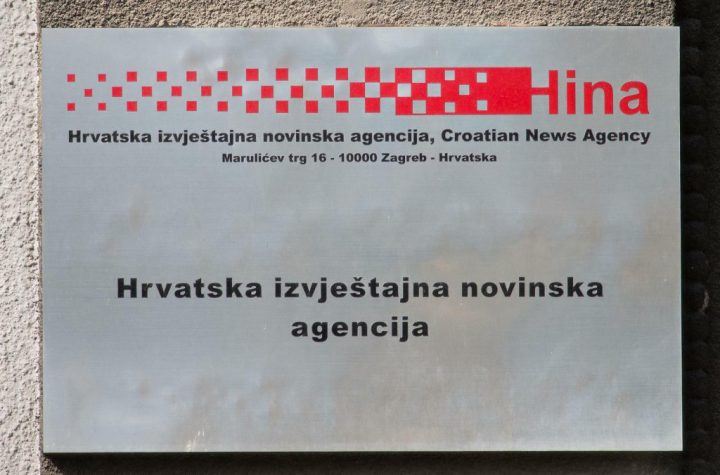 Hina
Hrvatska izvještajna novinska agencija, Croatian News Agency
Marulićev trg 16 - 10000 Zagreb - Hrvatska
Hrvatska izvještajna novinska
agencija